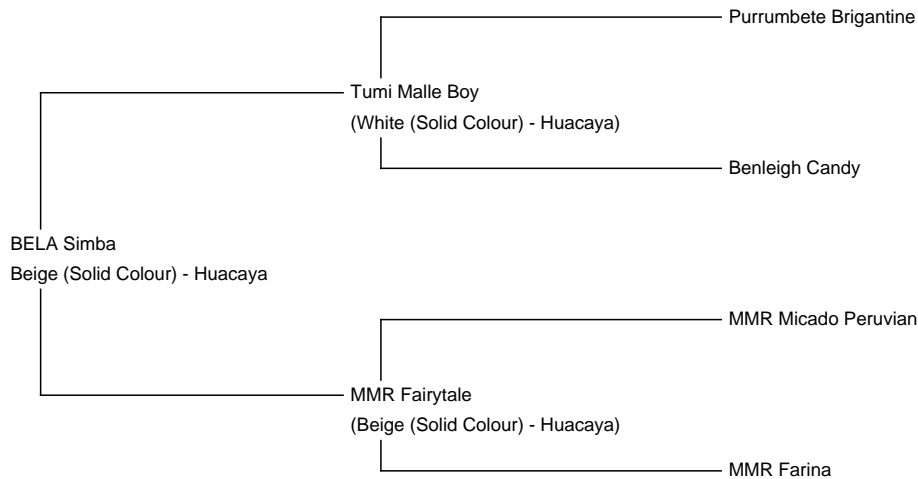 Purrumbete Brigantine
Tumi Malle Boy
(White (Solid Colour) - Huacaya)
Benleigh Candy
BELA Simba
Beige (Solid Colour) - Huacaya
MMR Micado Peruvian
MMR Fairytale
(Beige (Solid Colour) - Huacaya)
MMR Farina